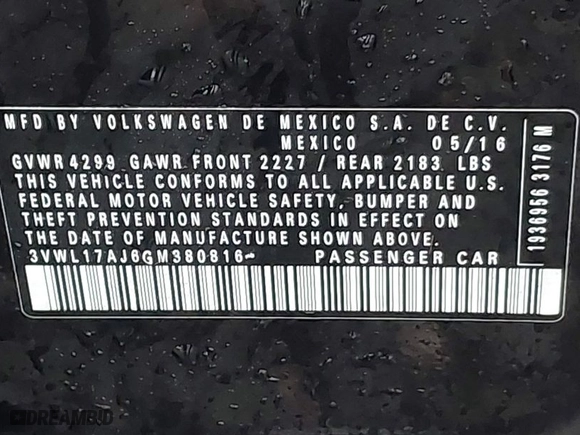 MFD BY VOLKSWAGEN DE MEXICO S.A. DE C.V.
MEXICO 05/16
GVWR 4299 GAWR FRONT 2227 / REAR 2183 LBS
THIS VEHICLE CONFORMS TO ALL APPLICABLE U.S.
FEDERAL MOTOR VEHICLE SAFETY, BUMPER AND
THEFT PREVENTION STANDARDS IN EFFECT ON
THE DATE OF MANUFACTURE SHOWN ABOVE.
3VWL17AJ6GM380816- PASSENGER CAR
1936956 3176 M
DREAMBID